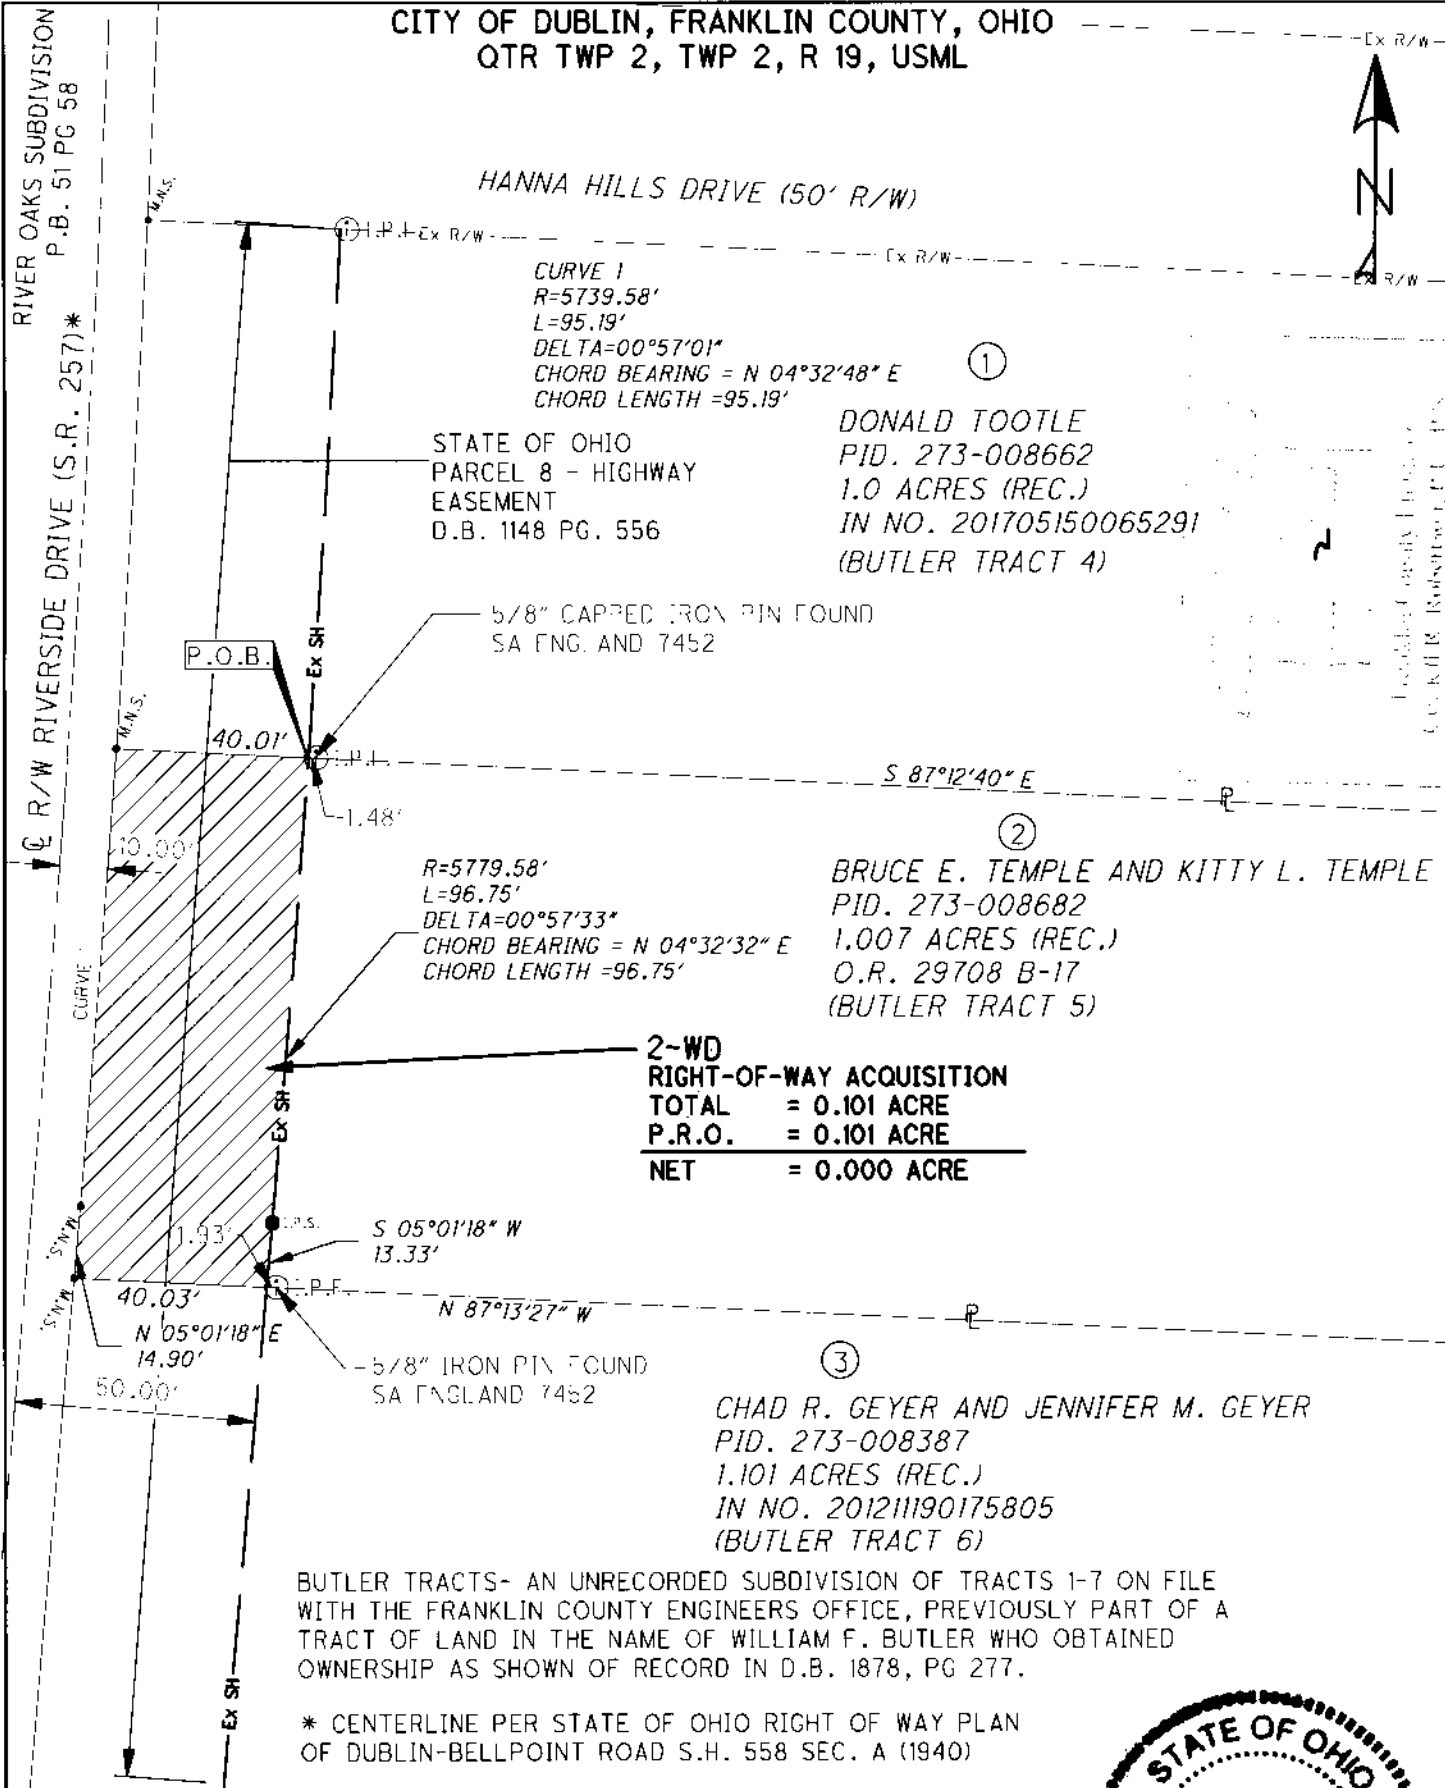 CITY OF DUBLIN, FRANKLIN COUNTY, OHIO
QTR TWP 2, TWP 2, R 19, USML
Ex R/W
RIVER OAKS SUBDIVISION
P.B. 51 PG 58
M.N.S.
N
HANNA HILLS DRIVE (50' R/W)
I.P.F.
Ex R/W
Ex R/W
Ex R/W
CURVE 1
R=5739.58'
L=95.19'
DELTA=00°57'01"
CHORD BEARING = N 04°32'48" E
CHORD LENGTH =95.19'
1
DONALD TOOTLE
PID. 273-008662
1.0 ACRES (REC.)
IN NO. 201705150065291
(BUTLER TRACT 4)
STATE OF OHIO
PARCEL 8 - HIGHWAY
EASEMENT
D.B. 1148 PG. 556
℄ R/W RIVERSIDE DRIVE (S.R. 257)*
5/8" CAPPED IRON PIN FOUND
SA ENGLAND 7452
P.O.B.
Ex SH
M.N.S.
40.01'
I.P.F.
S 87°12'40" E
PL
1.48'
10.00'
R=5779.58'
L=96.75'
DELTA=00°57'33"
CHORD BEARING = N 04°32'32" E
CHORD LENGTH =96.75'
2
BRUCE E. TEMPLE AND KITTY L. TEMPLE
PID. 273-008682
1.007 ACRES (REC.)
O.R. 29708 B-17
(BUTLER TRACT 5)
CURVE
2-WD
RIGHT-OF-WAY ACQUISITION
TOTAL = 0.101 ACRE
P.R.O. = 0.101 ACRE
NET = 0.000 ACRE
Ex SH
I.P.S.
M.N.S.
1.93'
S 05°01'18" W
13.33'
M.N.S.
40.03'
I.P.F.
N 87°13'27" W
PL
N 05°01'18" E
14.90'
5/8" IRON PIN FOUND
SA ENGLAND 7452
50.00'
3
CHAD R. GEYER AND JENNIFER M. GEYER
PID. 273-008387
1.101 ACRES (REC.)
IN NO. 201211190175805
(BUTLER TRACT 6)
BUTLER TRACTS- AN UNRECORDED SUBDIVISION OF TRACTS 1-7 ON FILE
WITH THE FRANKLIN COUNTY ENGINEERS OFFICE, PREVIOUSLY PART OF A
TRACT OF LAND IN THE NAME OF WILLIAM F. BUTLER WHO OBTAINED
OWNERSHIP AS SHOWN OF RECORD IN D.B. 1878, PG 277.
Ex SH
* CENTERLINE PER STATE OF OHIO RIGHT OF WAY PLAN
OF DUBLIN-BELLPOINT ROAD S.H. 558 SEC. A (1940)
STATE OF OHIO